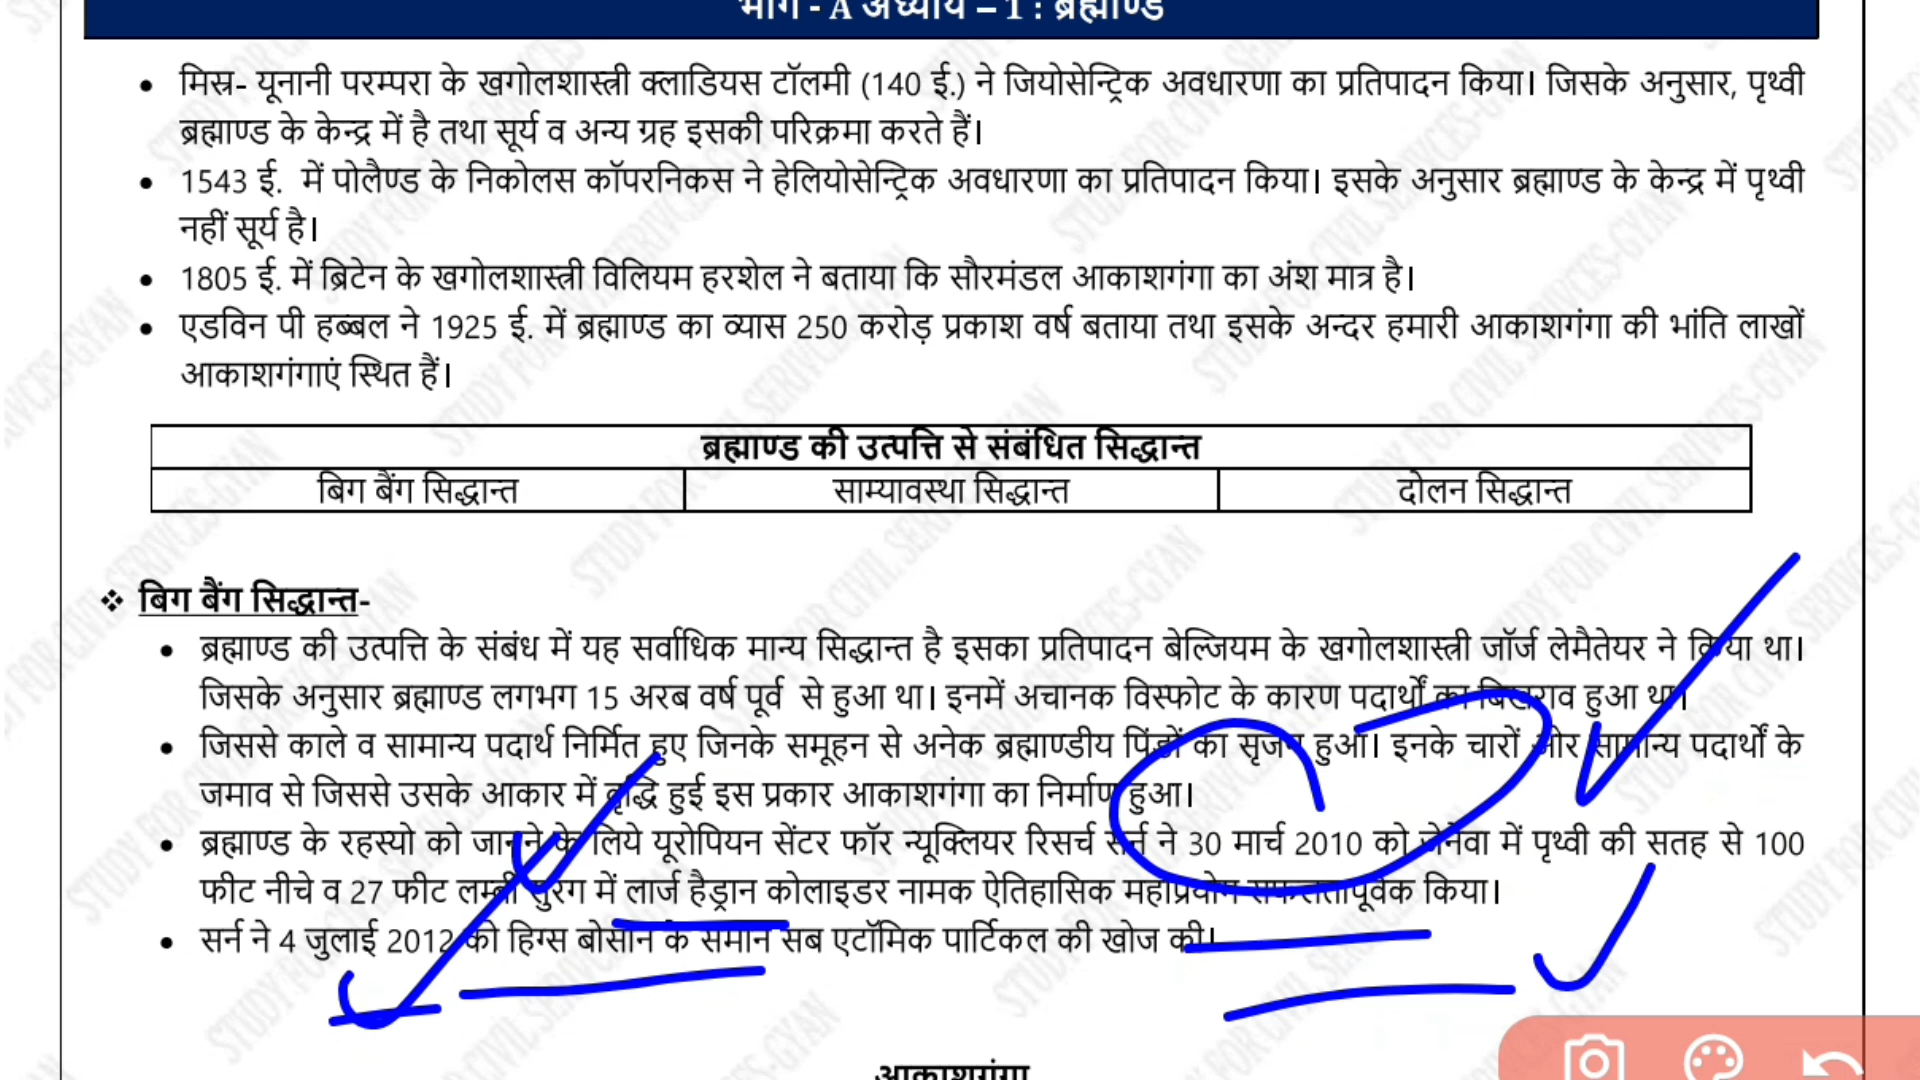 भाग - A अध्याय – 1 : ब्रह्माण्ड
• मिस्र- यूनानी परम्परा के खगोलशास्त्री क्लाडियस टॉलमी (140 ई.) ने जियोसेन्ट्रिक अवधारणा का प्रतिपादन किया। जिसके अनुसार, पृथ्वी
ब्रह्माण्ड के केन्द्र में है तथा सूर्य व अन्य ग्रह इसकी परिक्रमा करते हैं।
• 1543 ई. में पोलैण्ड के निकोलस कॉपरनिकस ने हेलियोसेन्ट्रिक अवधारणा का प्रतिपादन किया। इसके अनुसार ब्रह्माण्ड के केन्द्र में पृथ्वी
नहीं सूर्य है।
• 1805 ई. में ब्रिटेन के खगोलशास्त्री विलियम हरशेल ने बताया कि सौरमंडल आकाशगंगा का अंश मात्र है।
• एडविन पी हब्बल ने 1925 ई. में ब्रह्माण्ड का व्यास 250 करोड़ प्रकाश वर्ष बताया तथा इसके अन्दर हमारी आकाशगंगा की भांति लाखों
आकाशगंगाएं स्थित हैं।
ब्रह्माण्ड की उत्पत्ति से संबंधित सिद्धान्त
बिग बैंग सिद्धान्त साम्यावस्था सिद्धान्त दोलन सिद्धान्त
❖ बिग बैंग सिद्धान्त-
• ब्रह्माण्ड की उत्पत्ति के संबंध में यह सर्वाधिक मान्य सिद्धान्त है इसका प्रतिपादन बेल्जियम के खगोलशास्त्री जॉर्ज लेमैतेयर ने किया था।
जिसके अनुसार ब्रह्माण्ड लगभग 15 अरब वर्ष पूर्व से हुआ था। इनमें अचानक विस्फोट के कारण पदार्थों का बिखराव हुआ था।
• जिससे काले व सामान्य पदार्थ निर्मित हुए जिनके समूहन से अनेक ब्रह्माण्डीय पिंडों का सृजन हुआ। इनके चारों ओर सामान्य पदार्थों के
जमाव से जिससे उसके आकार में वृद्धि हुई इस प्रकार आकाशगंगा का निर्माण हुआ।
• ब्रह्माण्ड के रहस्यो को जानने के लिये यूरोपियन सेंटर फॉर न्यूक्लियर रिसर्च सर्न ने 30 मार्च 2010 को जेनेवा में पृथ्वी की सतह से 100
फीट नीचे व 27 फीट लम्बी सुरंग में लार्ज हैड्रान कोलाइडर नामक ऐतिहासिक महाप्रयोग सफलतापूर्वक किया।
• सर्न ने 4 जुलाई 2012 को हिग्स बोसोन के समान सब एटॉमिक पार्टिकल की खोज की।
आकाशगंगा
STUDY FOR CIVIL SERIVCES-GYAN